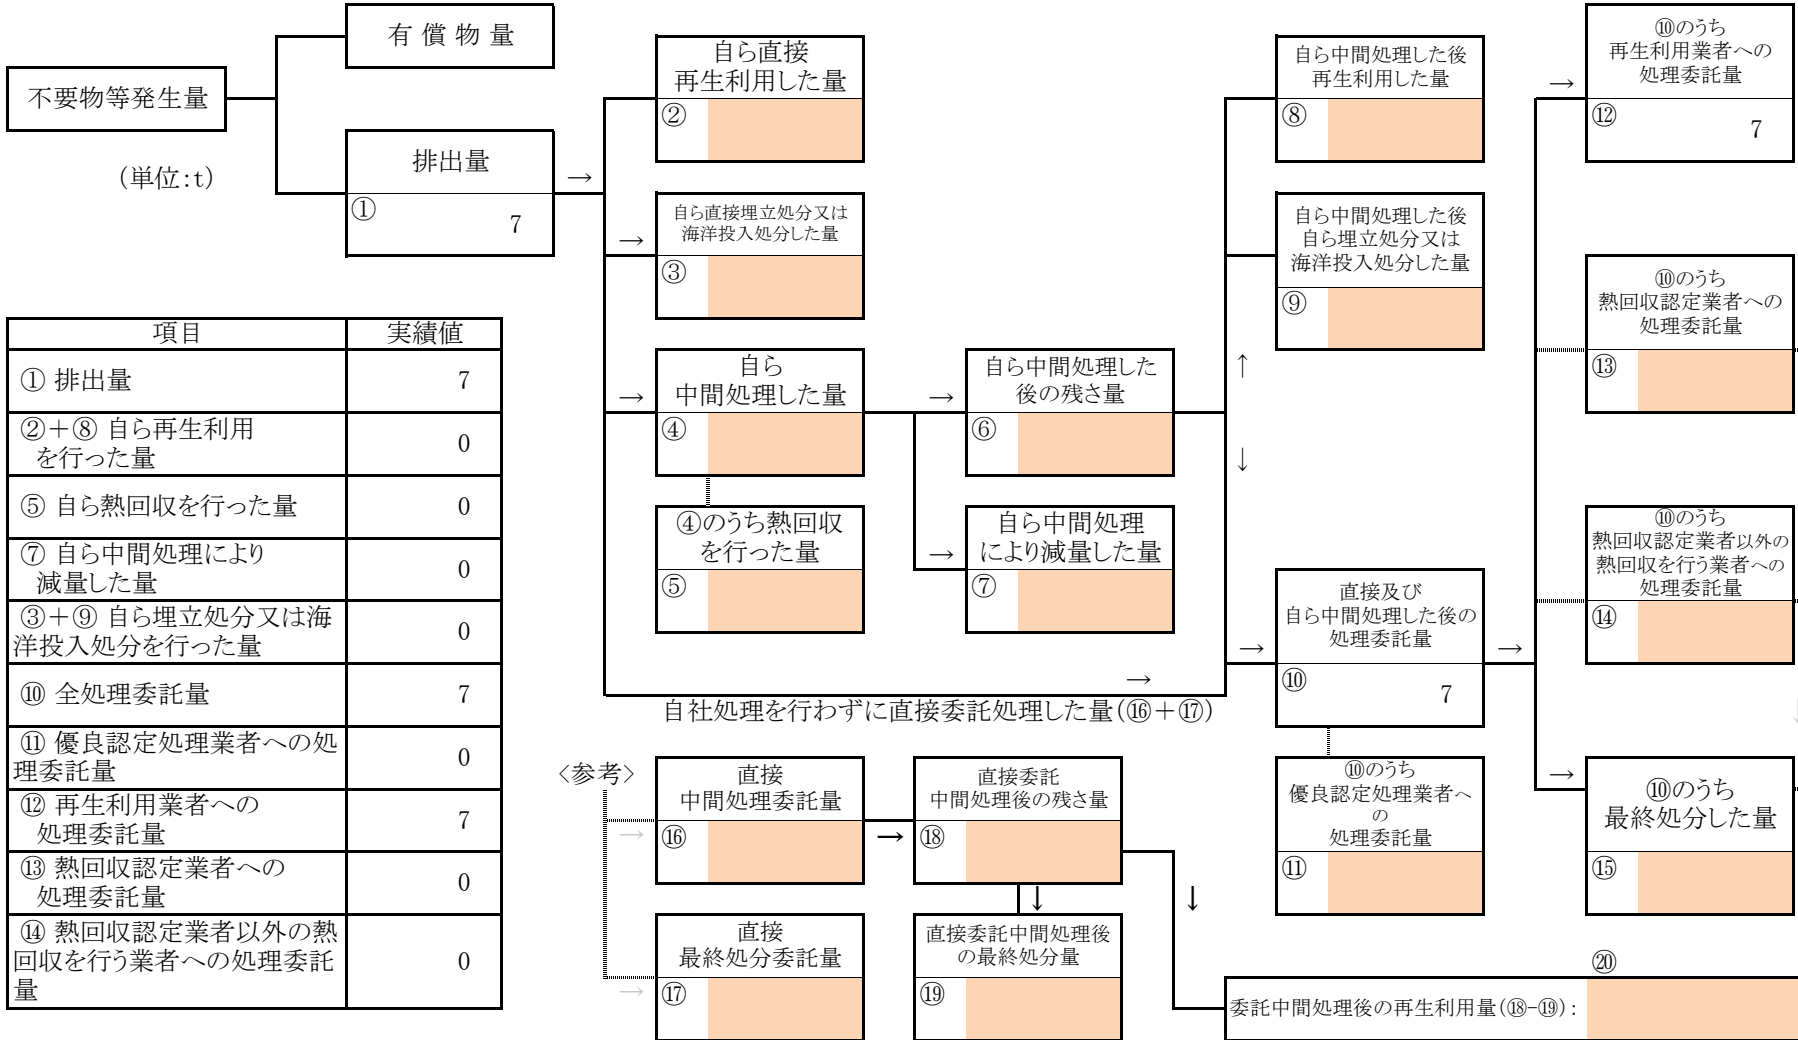 不要物等発生量
(単位:t)
有 償 物 量
排出量
①
7
→
自ら直接
再生利用した量
②
→
自ら直接埋立処分又は
海洋投入処分した量
③
→
自ら
中間処理した量
④
④のうち熱回収
を行った量
⑤
→
自ら中間処理した
後の残さ量
⑥
→
自ら中間処理
により減量した量
⑦
自ら中間処理した後
再生利用した量
⑧
自ら中間処理した後
自ら埋立処分又は
海洋投入処分した量
⑨
↑
↓
→
自社処理を行わずに直接委託処理した量(⑯+⑰)
→
直接及び
自ら中間処理した後の
処理委託量
⑩
7
→
⑩のうち
優良認定処理業者へ
の
処理委託量
⑪
→
⑩のうち
再生利用業者への
処理委託量
⑫
7
⑩のうち
熱回収認定業者への
処理委託量
⑬
⑩のうち
熱回収認定業者以外の
熱回収を行う業者への
処理委託量
⑭
↓
→
⑩のうち
最終処分した量
⑮
項目 実績値
① 排出量 7
②+⑧ 自ら再生利用
を行った量 0
⑤ 自ら熱回収を行った量 0
⑦ 自ら中間処理により
減量した量 0
③+⑨ 自ら埋立処分又は海
洋投入処分を行った量 0
⑩ 全処理委託量 7
⑪ 優良認定処理業者への処
理委託量 0
⑫ 再生利用業者への
処理委託量 7
⑬ 熱回収認定業者への
処理委託量 0
⑭ 熱回収認定業者以外の熱
回収を行う業者への処理委託
量 0
<参考>
→
直接
中間処理委託量
⑯
→
直接委託
中間処理後の残さ量
⑱
↓
↓
→
直接
最終処分委託量
⑰
直接委託中間処理後
の最終処分量
⑲
⑳
委託中間処理後の再生利用量(⑱-⑲):